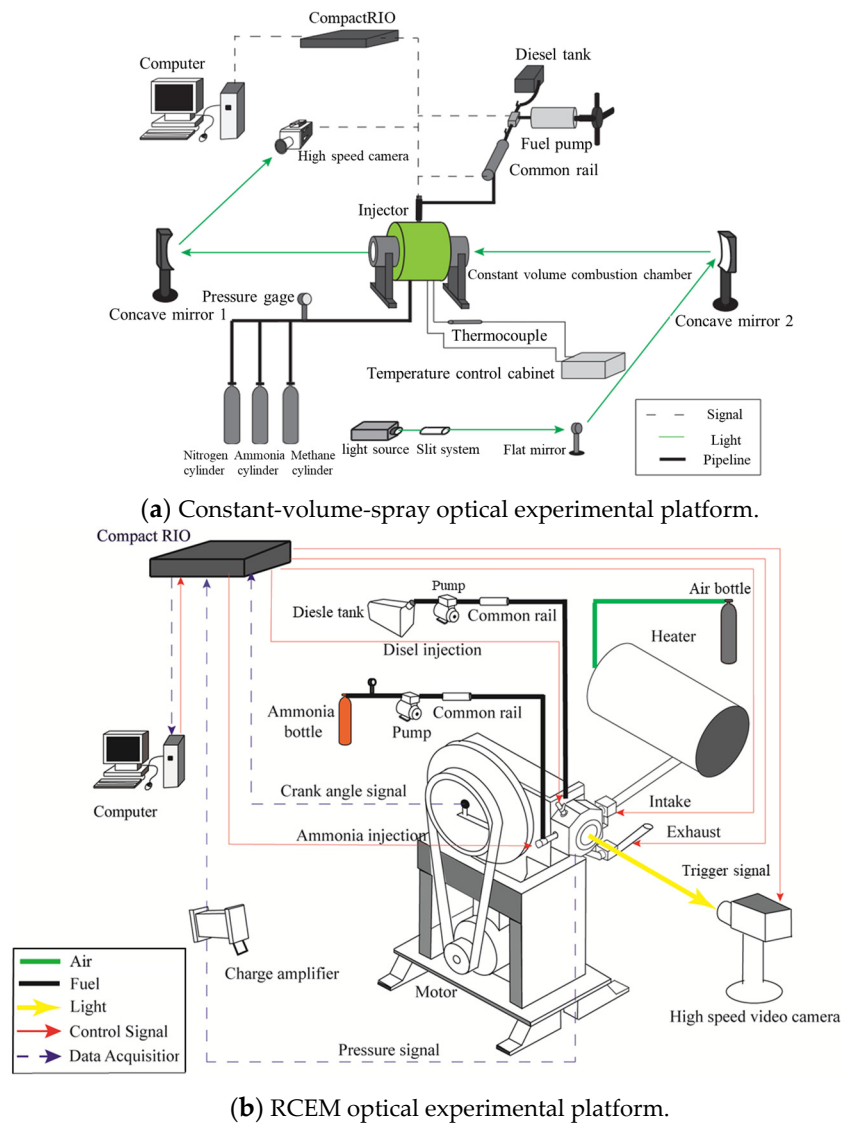 CompactRIO
Diesel tank
Computer
Fuel pump
High speed camera
Common rail
Injector
Constant volume combustion chamber
Pressure gage
Concave mirror 1
Concave mirror 2
Thermocouple
Temperature control cabinet
Signal
Light
Pipeline
light source
Slit system
Flat mirror
Nitrogen
cylinder
Ammonia
cylinder
Methane
cylinder
(a) Constant-volume-spray optical experimental platform.
Compact RIO
Pump
Diesle tank
Common rail
Disel injection
Air bottle
Heater
Ammonia
bottle
Common rail
Pump
Computer
Crank angle signal
Intake
Ammonia injection
Exhaust
Trigger signal
Air
Fuel
Light
Control Signal
Data Acquisition
Charge amplifier
Motor
High speed video camera
Pressure signal
(b) RCEM optical experimental platform.